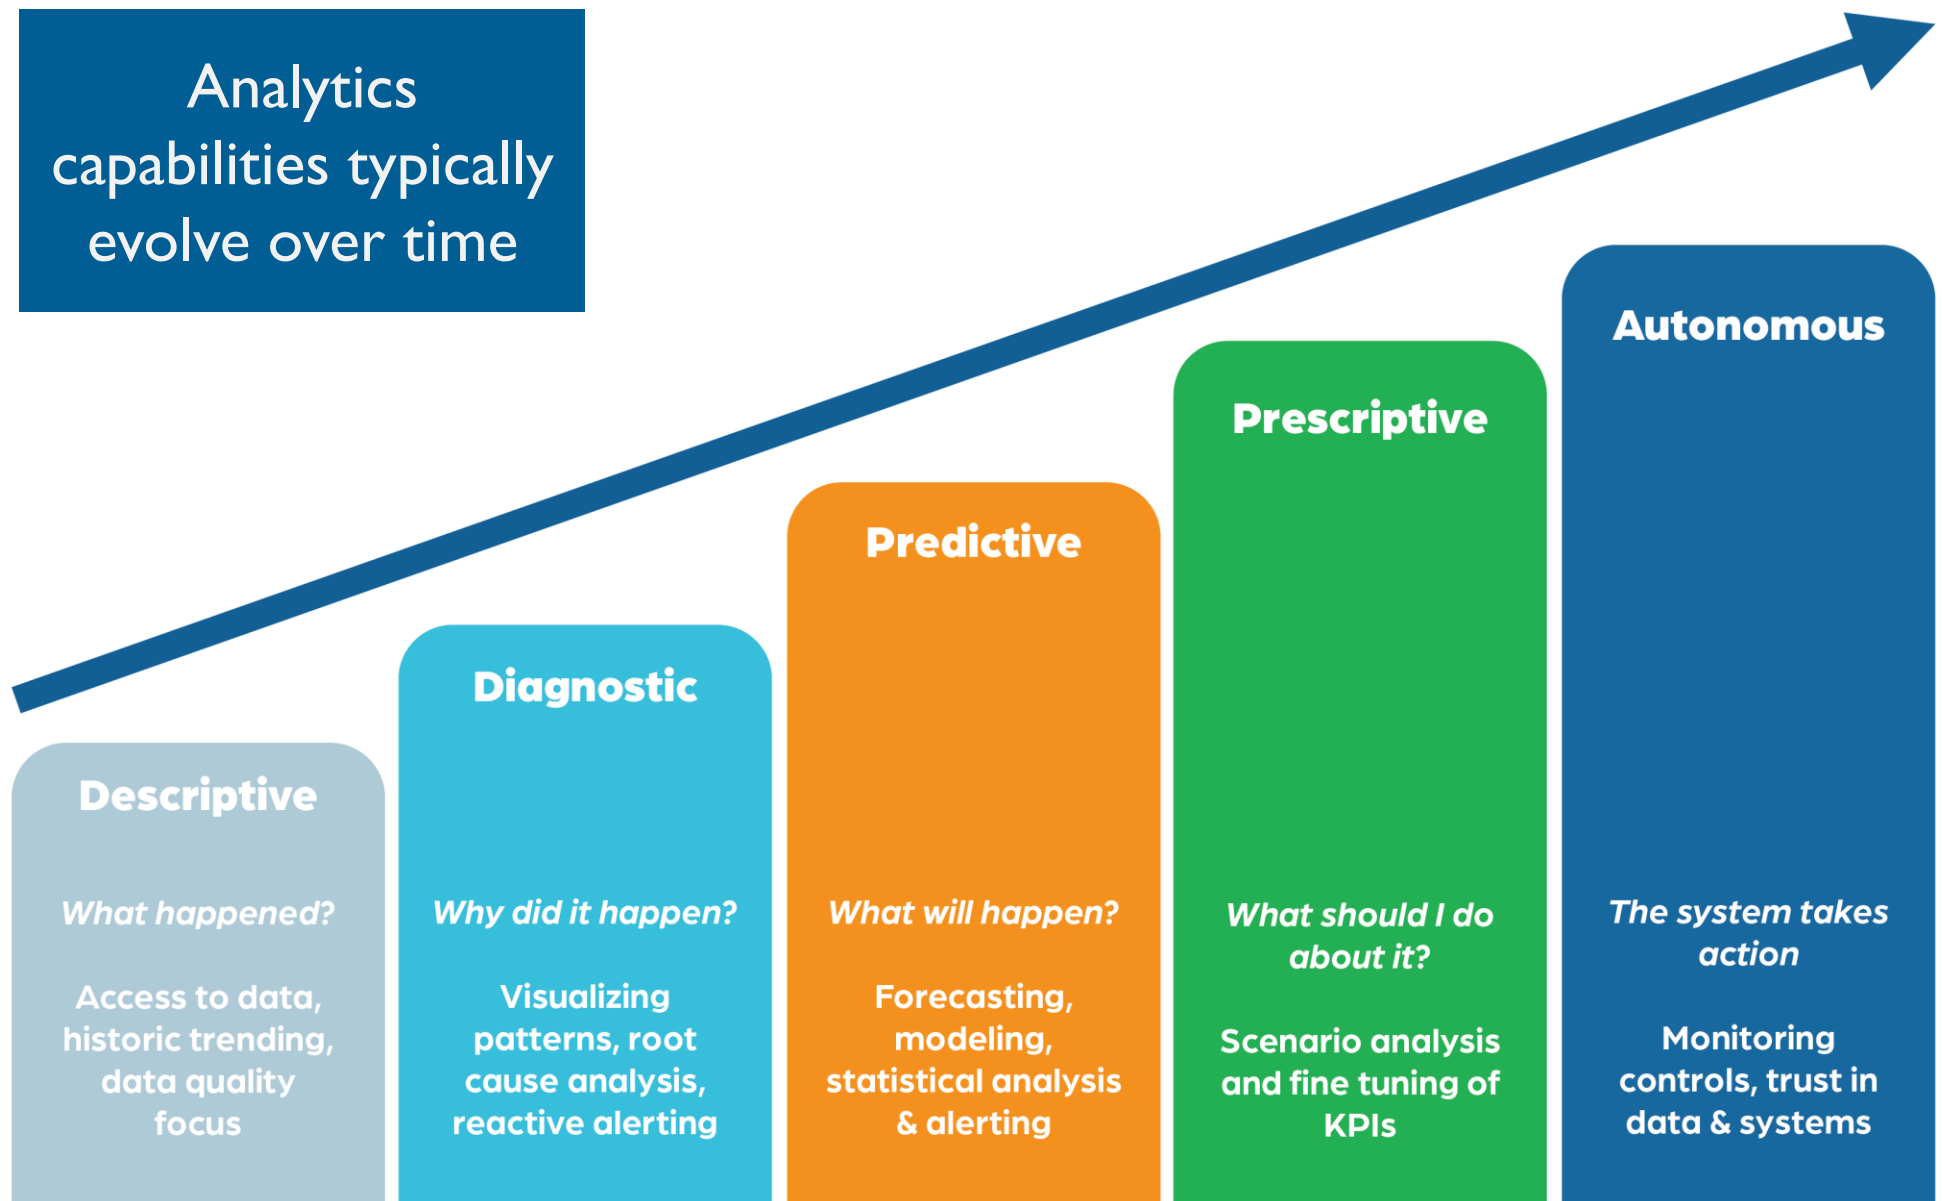 Analytics
capabilities typically
evolve over time
Descriptive
What happened?
Access to data,
historic trending,
data quality
focus
Diagnostic
Why did it happen?
Visualizing
patterns, root
cause analysis,
reactive alerting
Predictive
What will happen?
Forecasting,
modeling,
statistical analysis
& alerting
Prescriptive
What should I do
about it?
Scenario analysis
and fine tuning of
KPIs
Autonomous
The system takes
action
Monitoring
controls, trust in
data & systems